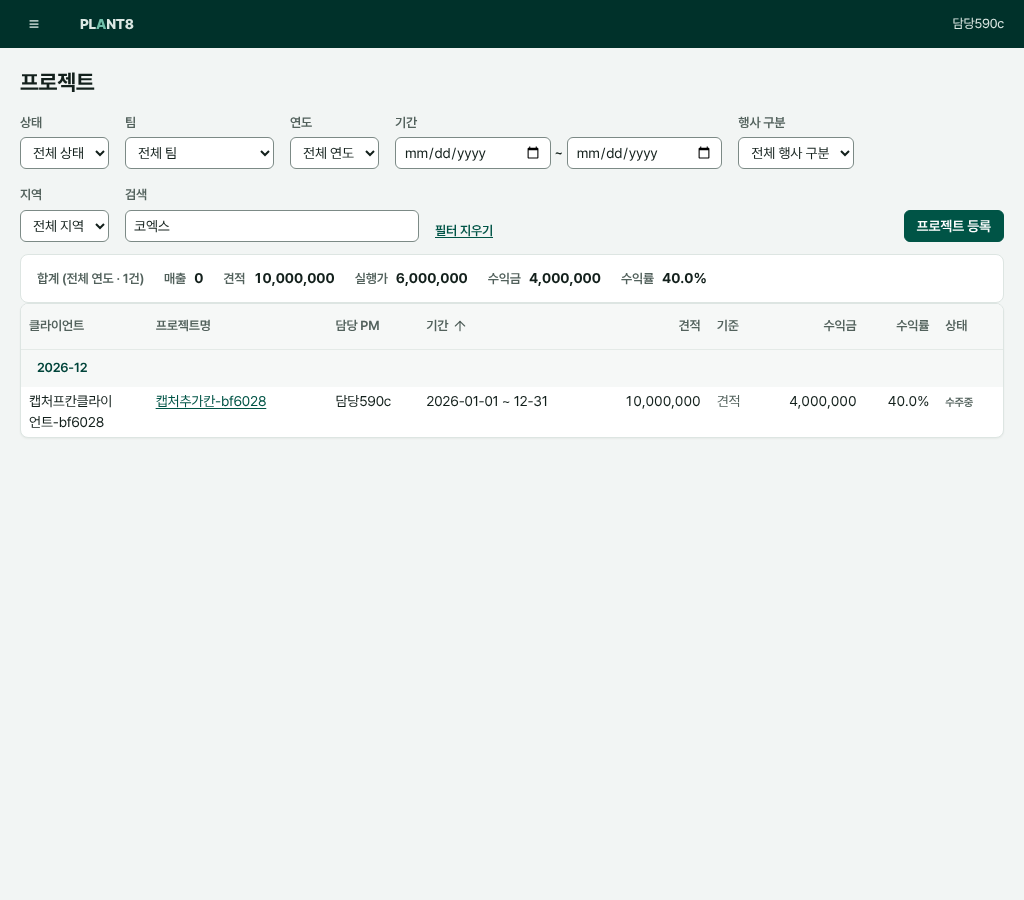 ≡ PLANT8 담당590c
프로젝트
상태 팀 연도 기간 행사 구분
전체 상태 전체 팀 전체 연도 mm/dd/yyyy ~ mm/dd/yyyy 전체 행사 구분
지역 검색
전체 지역 코엑스 필터 지우기 프로젝트 등록
합계 (전체 연도 · 1건) 매출 0 견적 10,000,000 실행가 6,000,000 수익금 4,000,000 수익률 40.0%
클라이언트 프로젝트명 담당 PM 기간 ↑ 견적 기준 수익금 수익률 상태
2026-12
캡처프칸클라이 캡처추가칸-bf6028 담당590c 2026-01-01 ~ 12-31 10,000,000 견적 4,000,000 40.0% 수주중
언트-bf6028